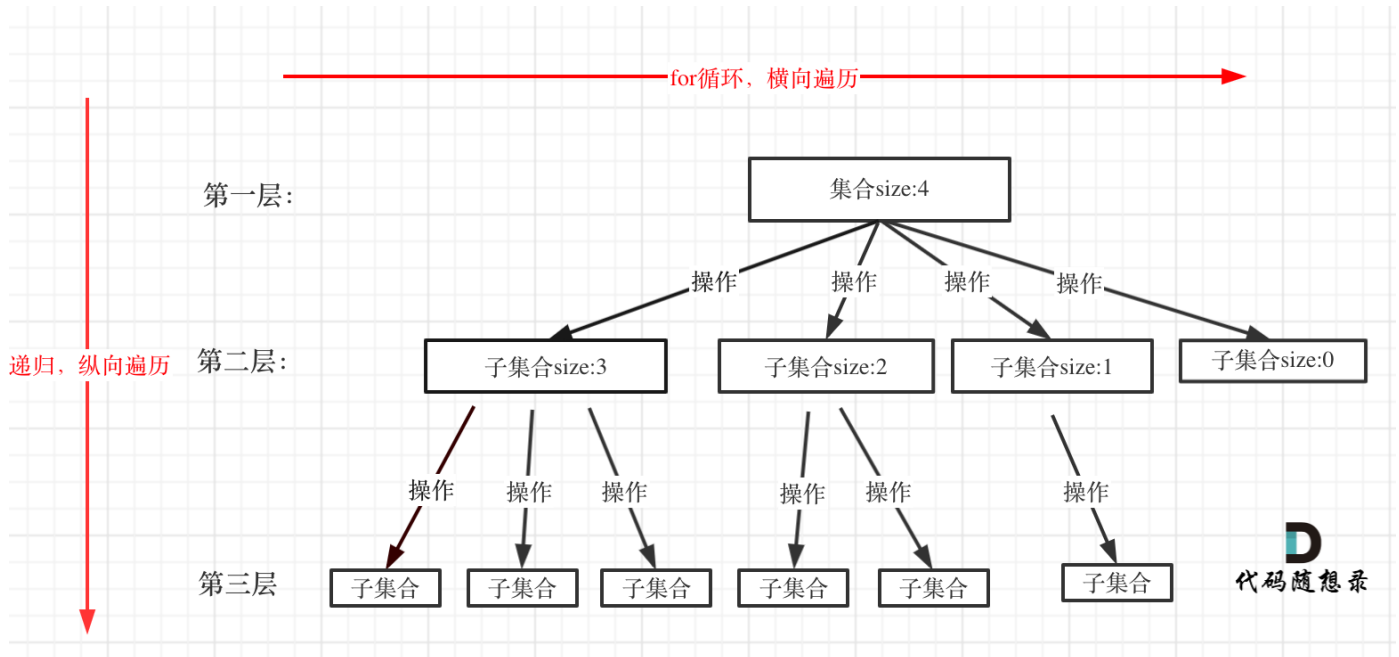 for循环，横向遍历
第一层：
集合size:4
操作
操作
操作
操作
递归，纵向遍历
第二层：
子集合size:3
子集合size:2
子集合size:1
子集合size:0
操作
操作
操作
操作
操作
操作
第三层
子集合
子集合
子集合
子集合
子集合
子集合
代码随想录